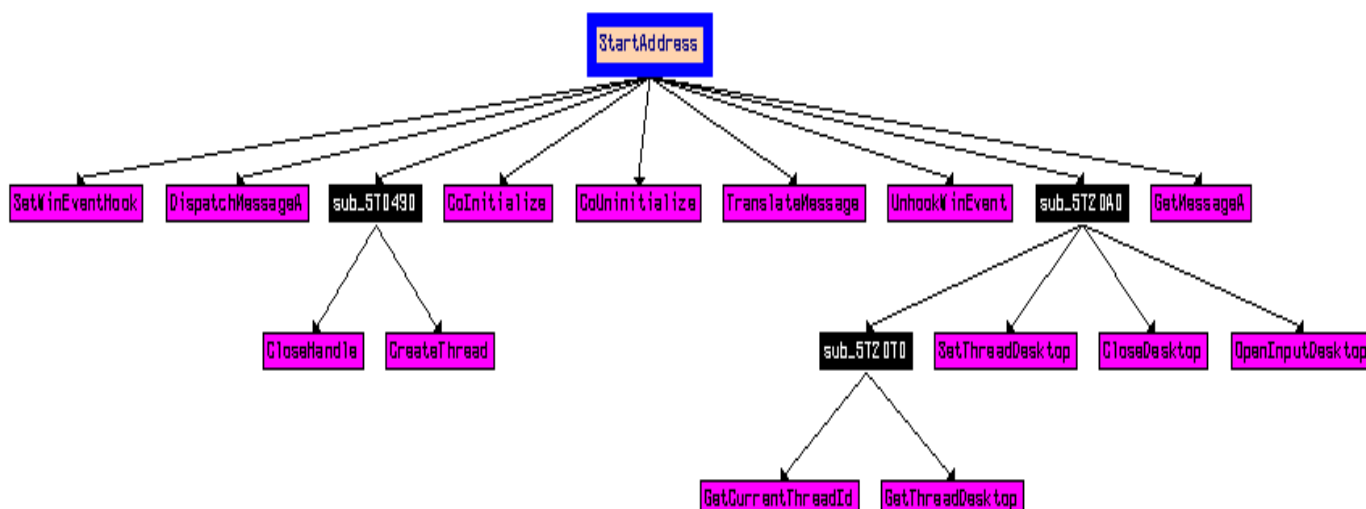 StartAddress
SetWinEventHook
DispatchMessageA
sub_5T0490
CoInitialize
CoUninitialize
TranslateMessage
UnhookWinEvent
sub_5T20A0
GetMessageA
CloseHandle
CreateThread
sub_5T20T0
SetThreadDesktop
CloseDesktop
OpenInputDesktop
GetCurrentThreadId
GetThreadDesktop